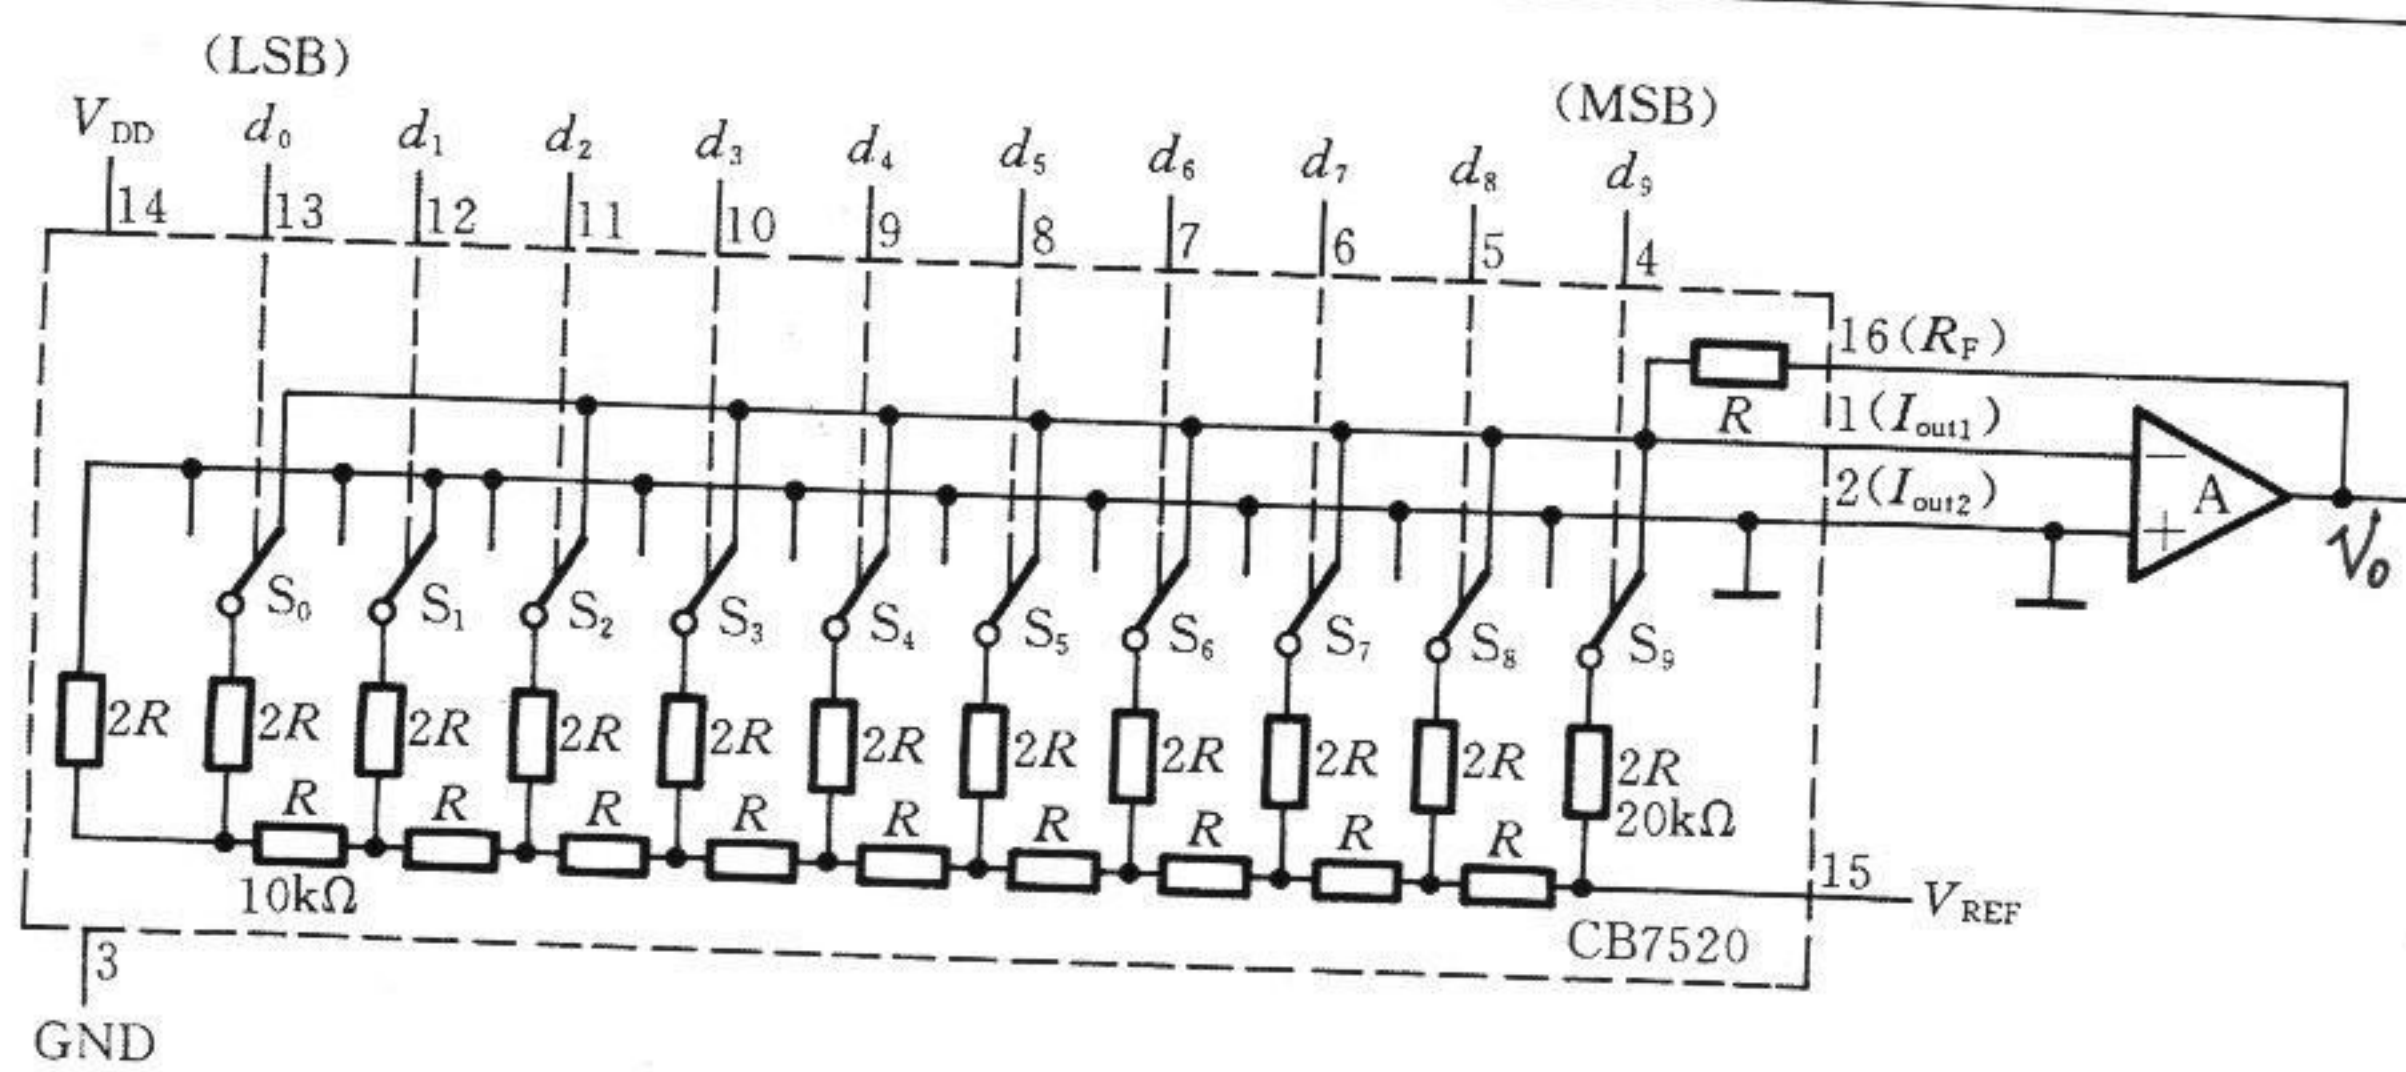 (LSB) (MSB)
V_DD d₀ d₁ d₂ d₃ d₄ d₅ d₆ d₇ d₈ d₉
14 13 12 11 10 9 8 7 6 5 4
16(R_F)
R 1(I_out1)
2(I_out2)
− A
+
V₀
S₀ S₁ S₂ S₃ S₄ S₅ S₆ S₇ S₈ S₉
2R 2R 2R 2R 2R 2R 2R 2R 2R 2R 2R
20kΩ
R R R R R R R R R
10kΩ
15 V_REF
CB7520
3
GND